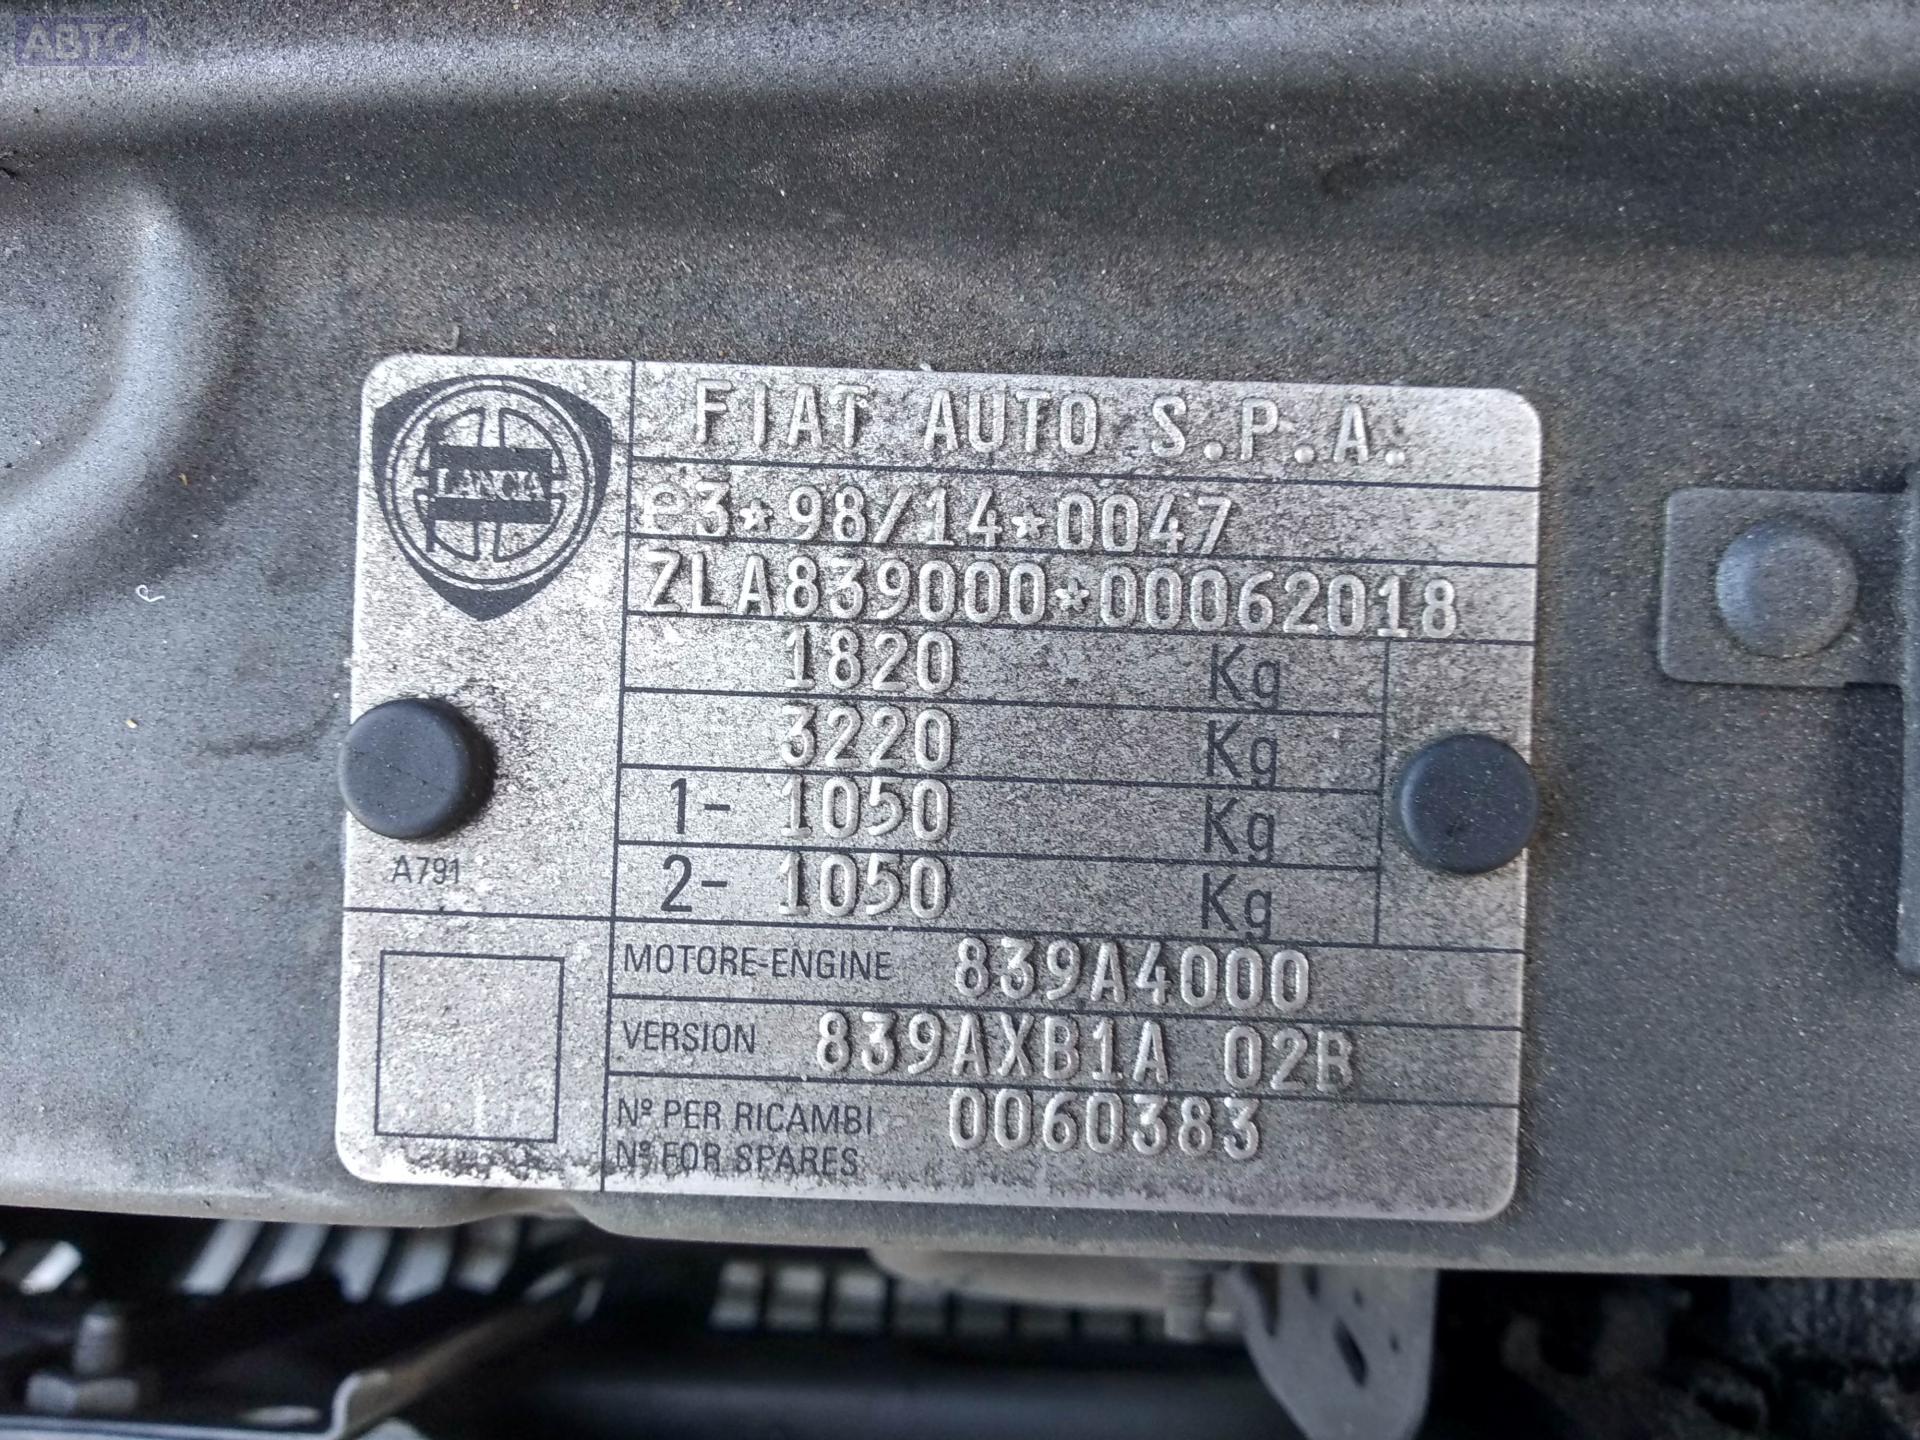 АВТО
LANCIA
FIAT AUTO S.P.A.
e3*98/14*0047
ZLA839000*00062018
1820 Kg
3220 Kg
1- 1050 Kg
2- 1050 Kg
A791
MOTORE-ENGINE 839A4000
VERSION 839AXB1A 02B
Nº PER RICAMBI 0060383
Nº FOR SPARES